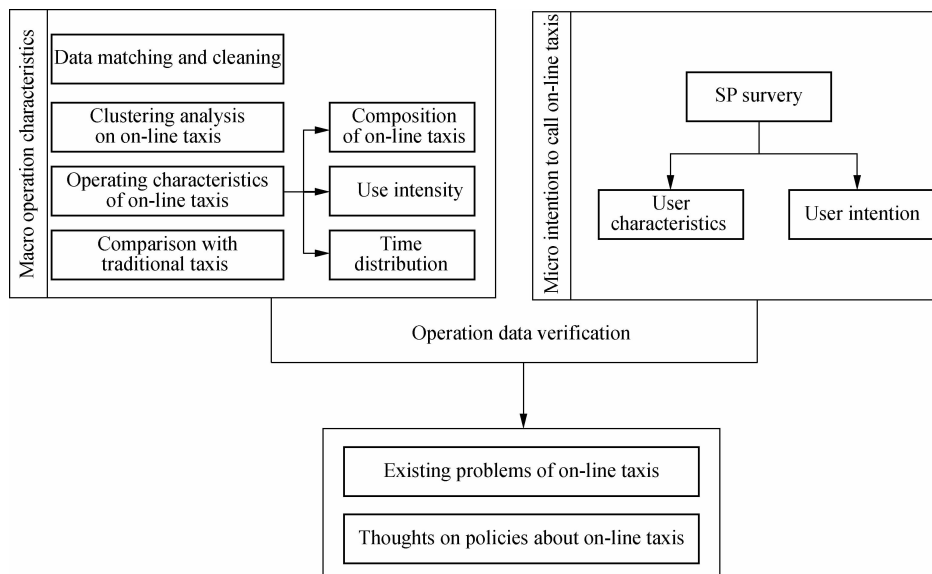 Macro operation characteristics
Data matching and cleaning
Clustering analysis
on on-line taxis
Operating characteristics
of on-line taxis
Comparison with
traditional taxis
Composition
of on-line taxis
Use intensity
Time
distribution
Micro intention to call on-line taxis
SP survery
User
characteristics
User intention
Operation data verification
Existing problems of on-line taxis
Thoughts on policies about on-line taxis